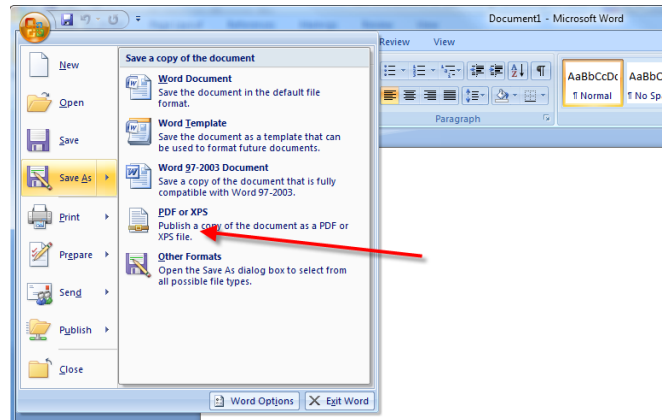 Document1 - Microsoft Word
Review View
New
Open
Save
Save As
Print
Prepare
Send
Publish
Close
Save a copy of the document
Word Document
Save the document in the default file
format.
Word Template
Save the document as a template that can
be used to format future documents.
Word 97-2003 Document
Save a copy of the document that is fully
compatible with Word 97-2003.
PDF or XPS
Publish a copy of the document as a PDF or
XPS file.
Other Formats
Open the Save As dialog box to select from
all possible file types.
Word Options Exit Word
AaBbCcDc AaBbC
¶ Normal ¶ No Sp
Paragraph